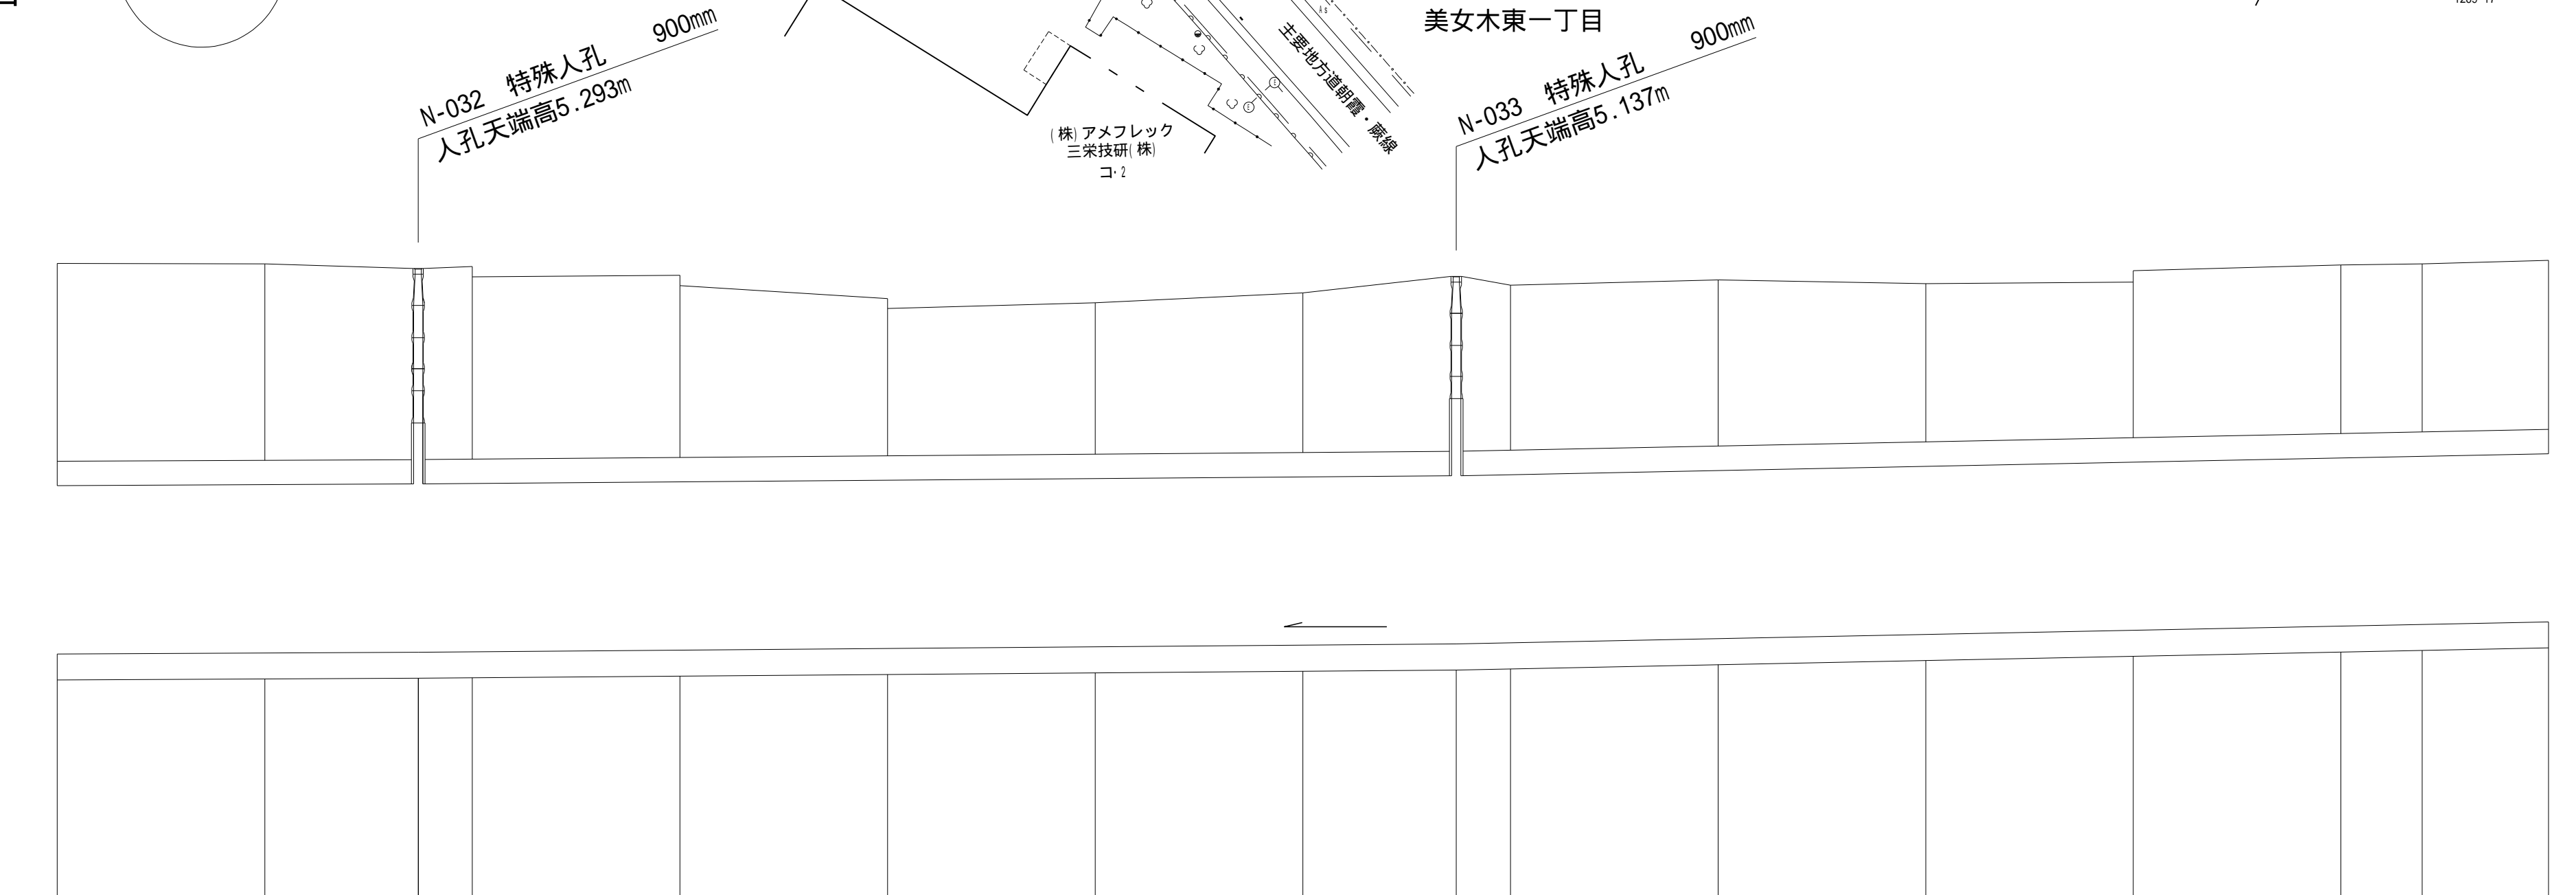 美女木東一丁目
N-032　特殊人孔　　900mm
人孔天端高5.293m
主要地方道朝霞・蕨線
As
N-033　特殊人孔　　900mm
人孔天端高5.137m
(株)アメフレック
三栄技研(株)
コ・2